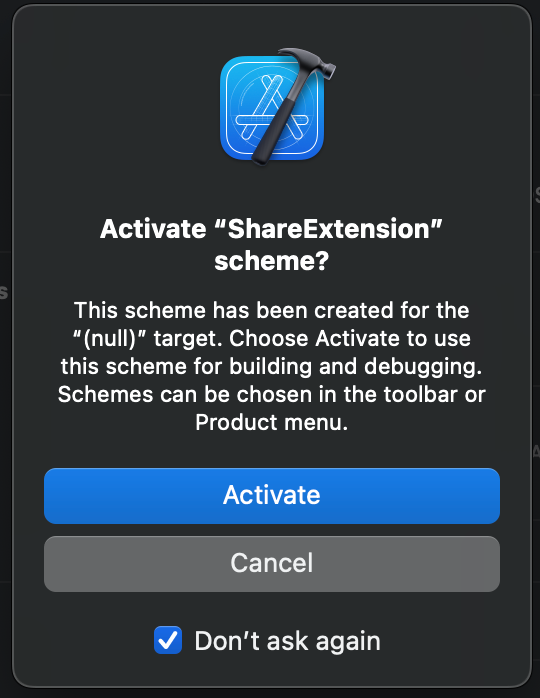 Activate “ShareExtension”
scheme?
This scheme has been created for the
“(null)” target. Choose Activate to use
this scheme for building and debugging.
Schemes can be chosen in the toolbar or
Product menu.
Activate
Cancel
Don’t ask again